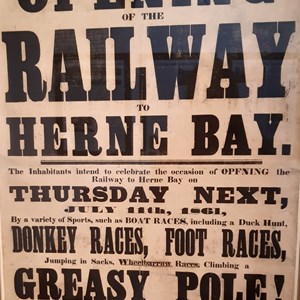 OPENING
OF THE
RAILWAY
TO
HERNE BAY.
The Inhabitants intend to celebrate the occasion of OPFNING the
Railway to Herne Bay on
THURSDAY NEXT,
JULY 11th, 1861,
By a variety of Sports, such as BOAT RACES, including a Duck Hunt,
DONKEY RACES, FOOT RACES,
Jumping in Sacks, Wheelbarrow Races, Climbing a
GREASY POLE!